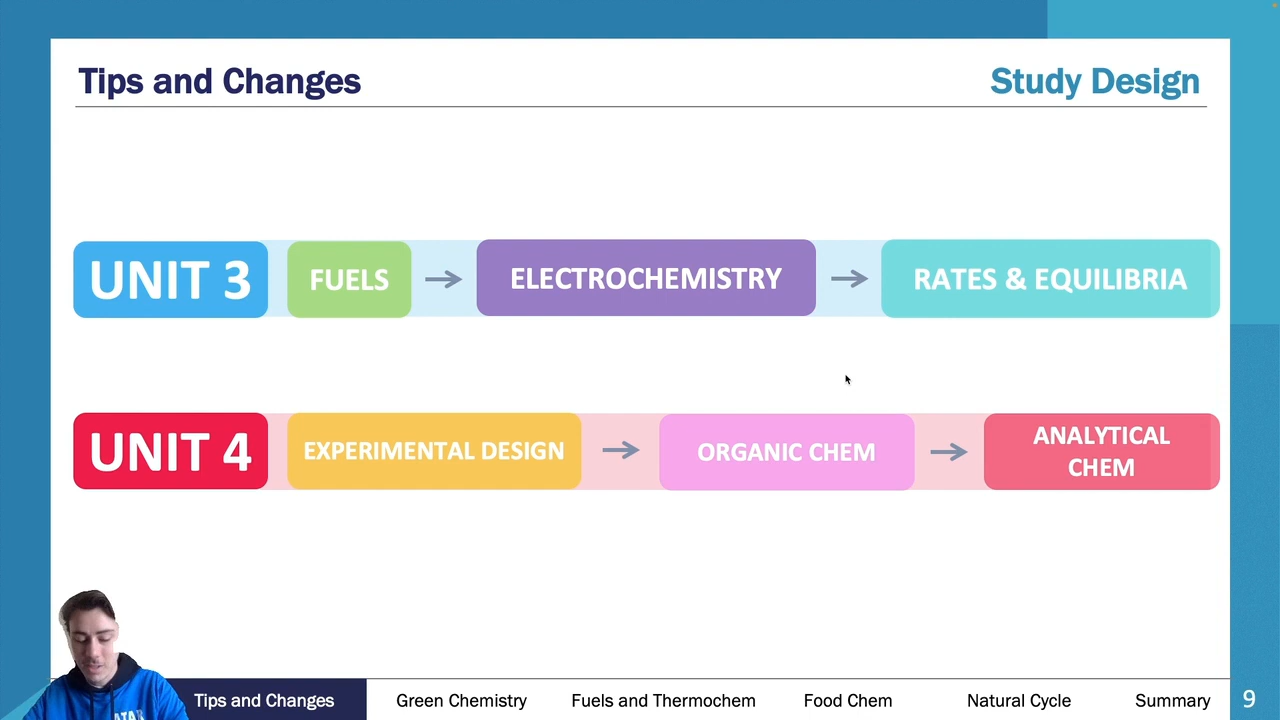 Tips and Changes
Study Design
UNIT 3
FUELS
ELECTROCHEMISTRY
RATES & EQUILIBRIA
UNIT 4
EXPERIMENTAL DESIGN
ORGANIC CHEM
ANALYTICAL
CHEM
Tips and Changes
Green Chemistry
Fuels and Thermochem
Food Chem
Natural Cycle
Summary
9